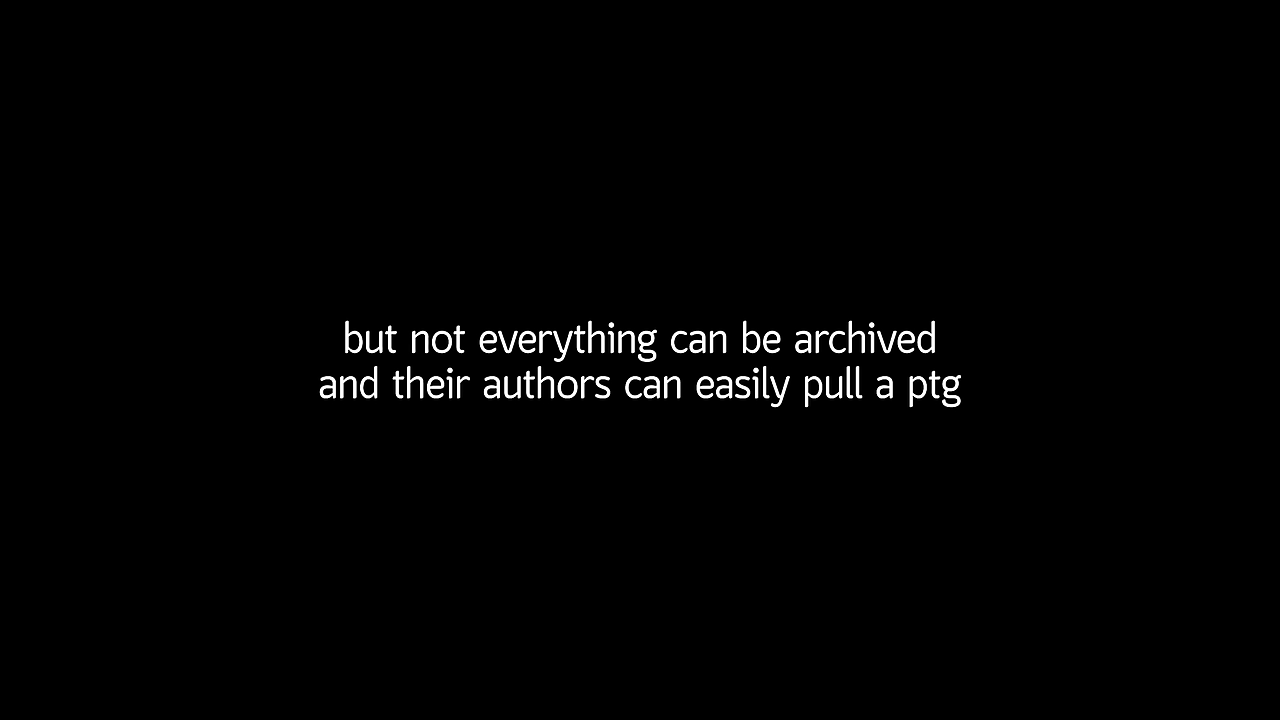 but not everything can be archived
and their authors can easily pull a ptg